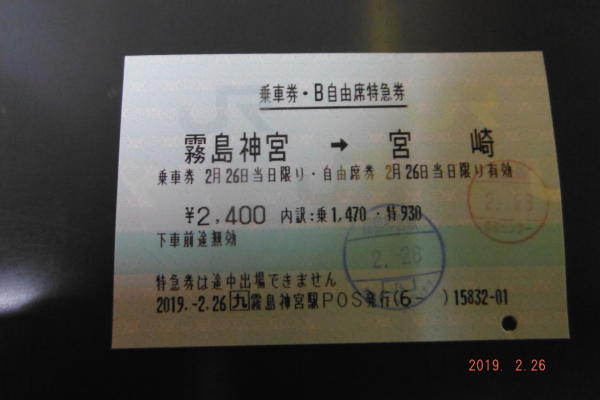 乗車券・B自由席特急券
霧島神宮 → 宮崎
乗車券 2月26日当日限り・自由席券 2月26日当日限り有効
¥2,400 内訳:乗1,470・特930
下車前途無効
2.26
2.26
特急券は途中出場できません
2019.-2.26 九霧島神宮駅POS発行(6- ) 15832-01
2019. 2.26